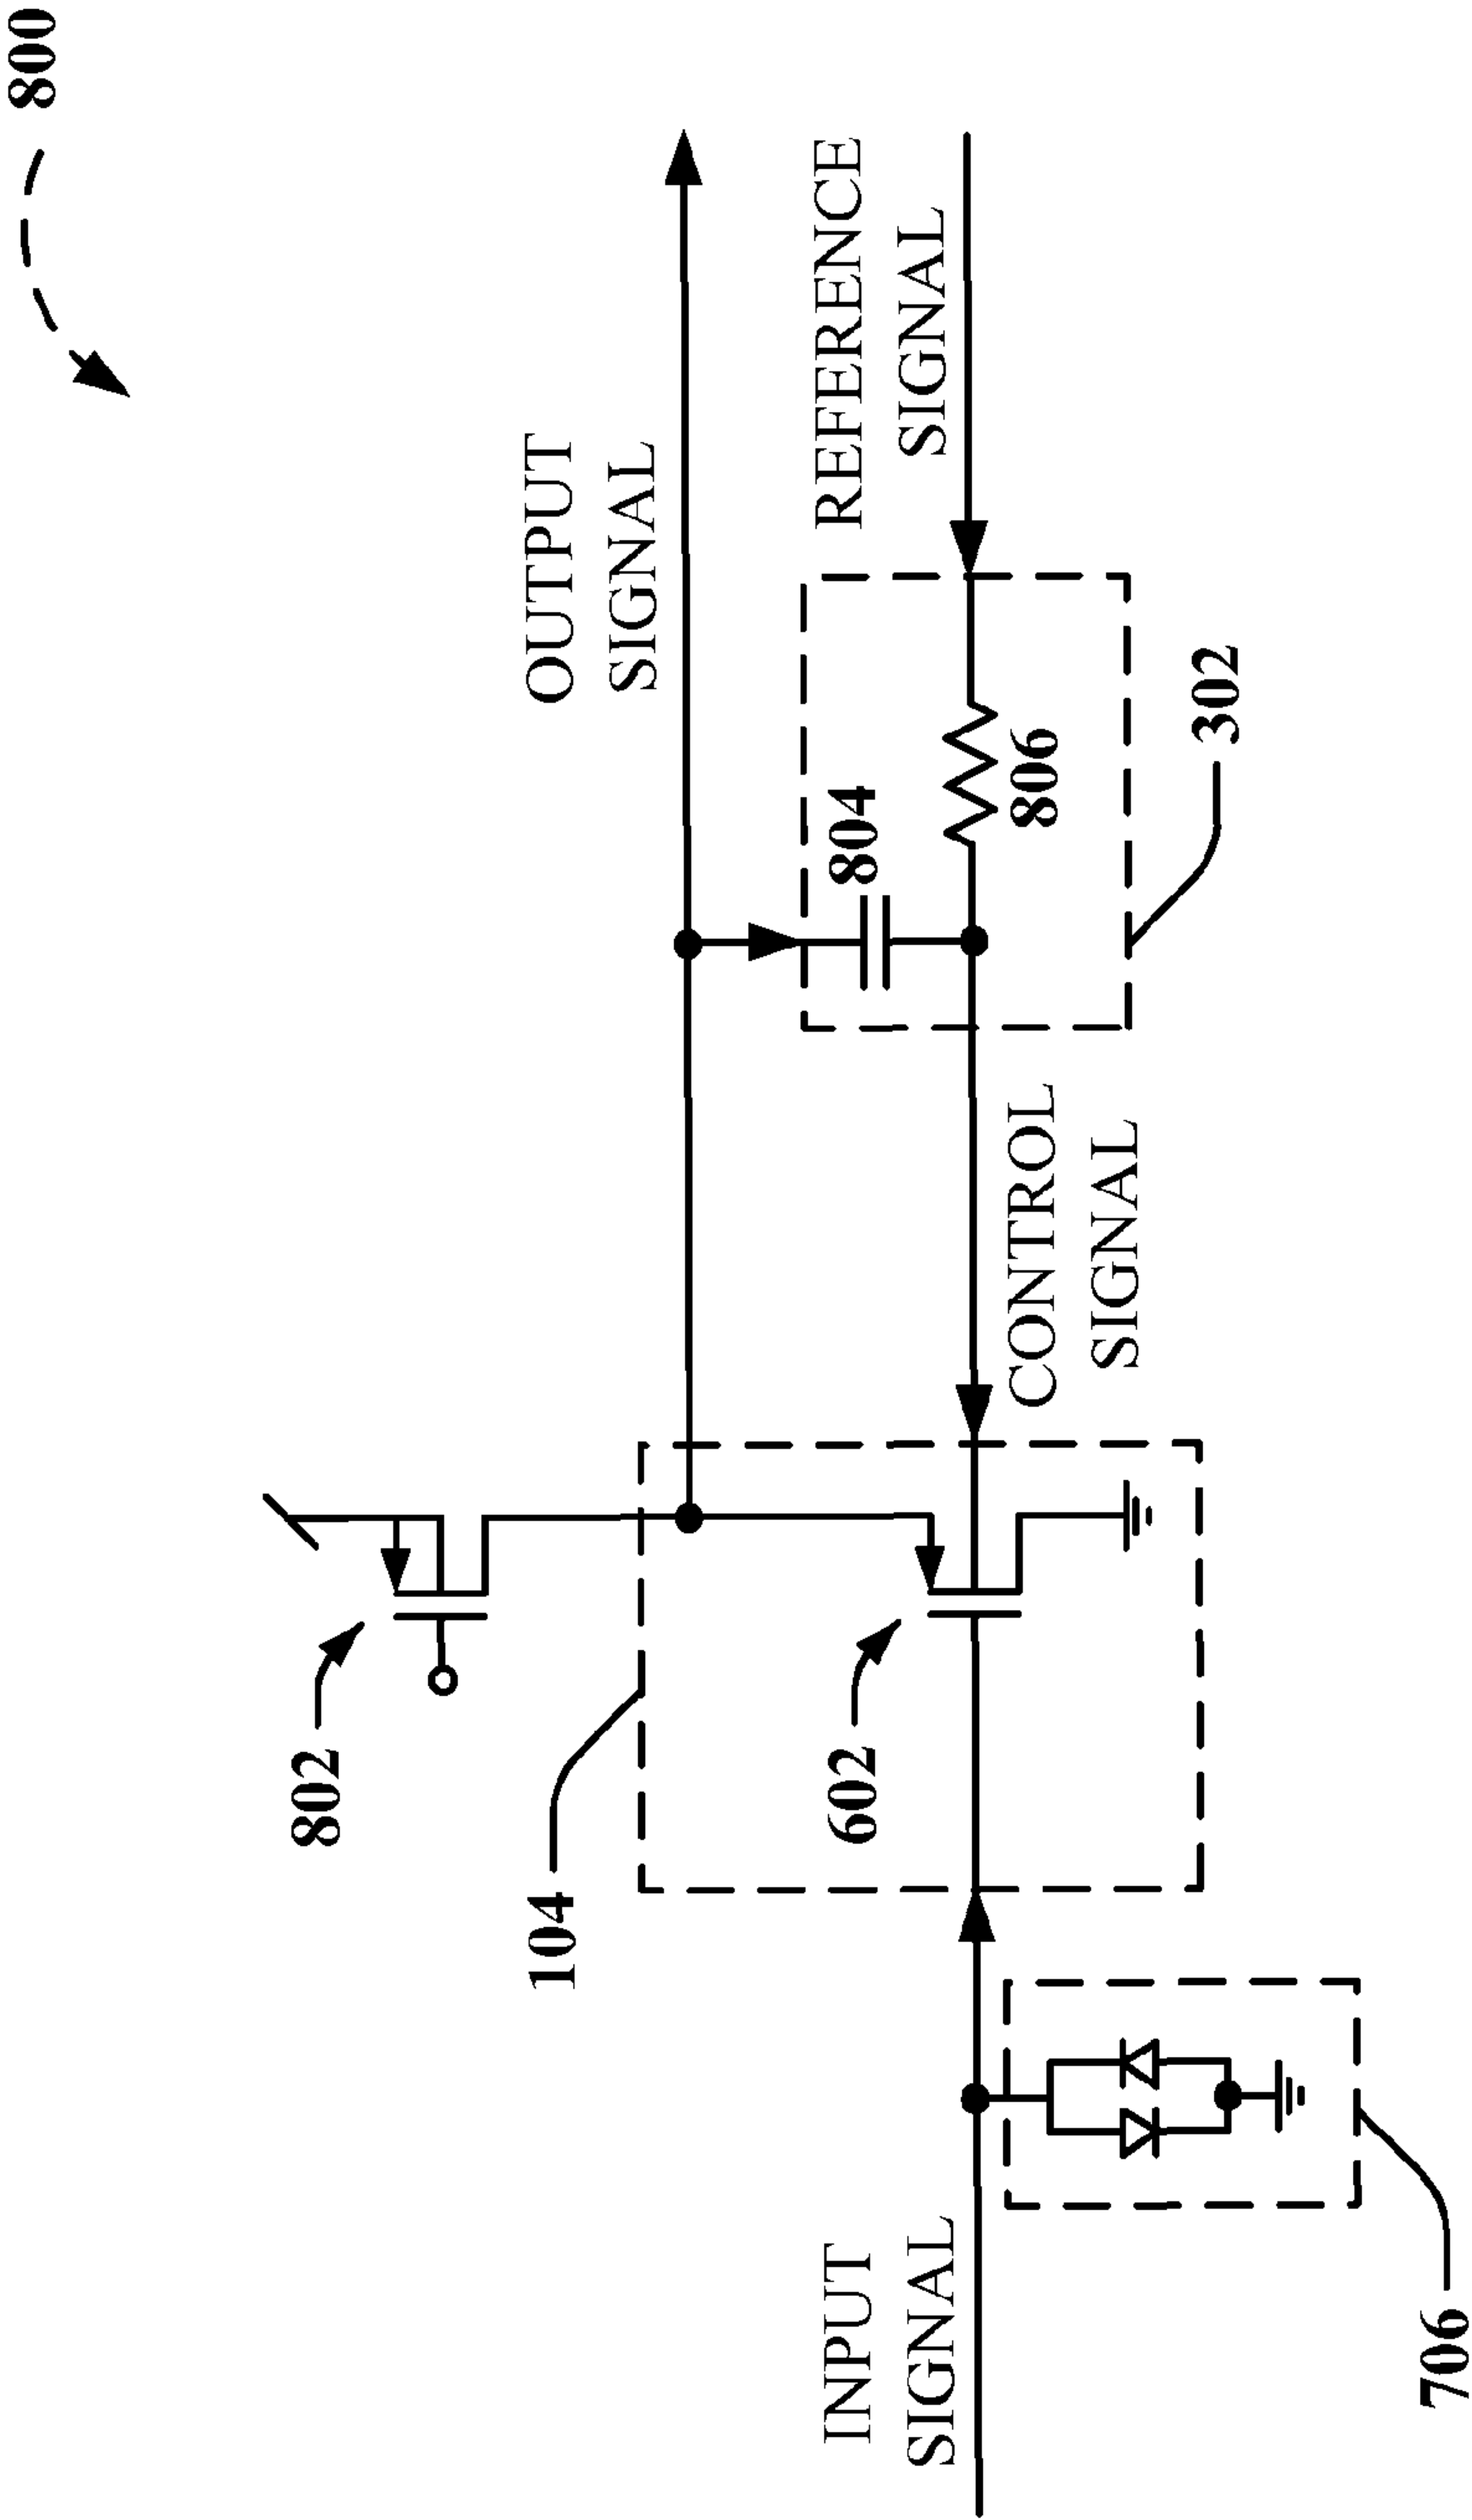 800
OUTPUT
SIGNAL
REFERENCE
SIGNAL
804
806
302
CONTROL
SIGNAL
802
104
602
INPUT
SIGNAL
706